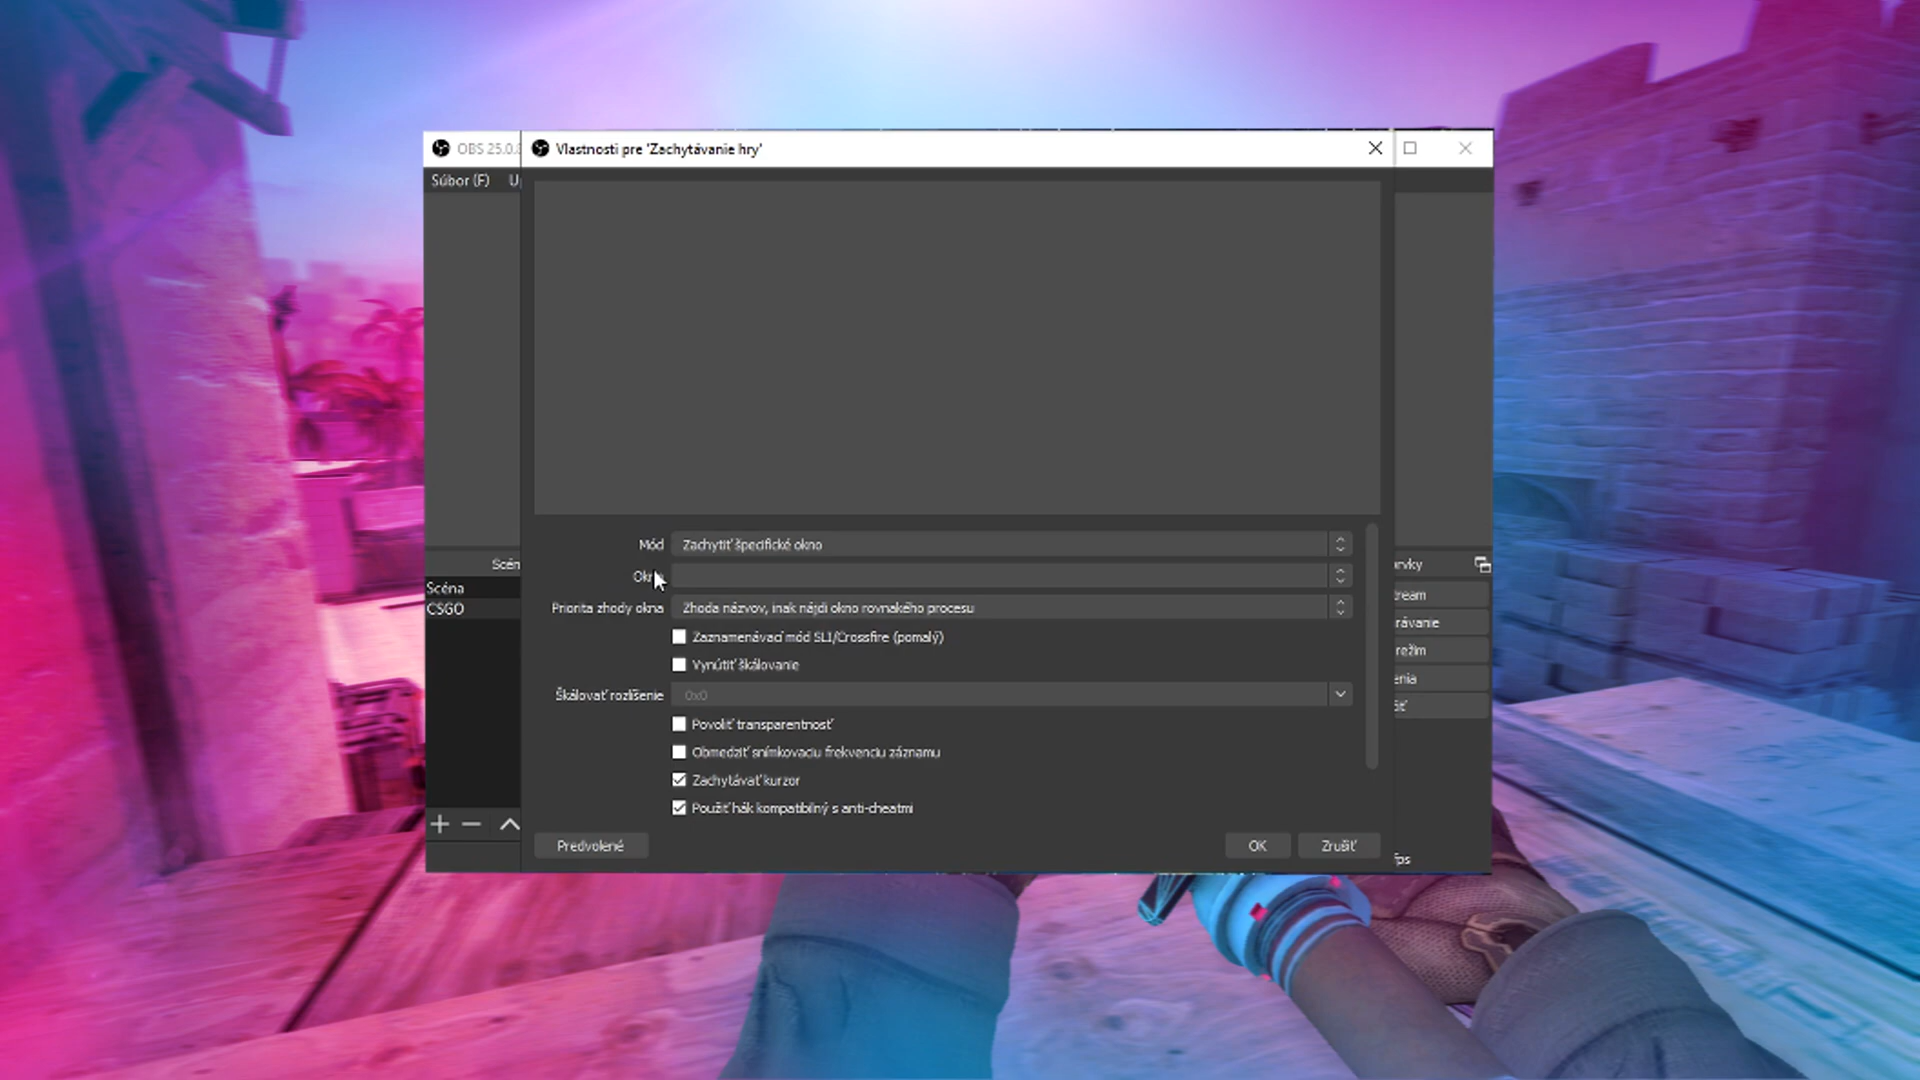 OBS 25.0.
Vlastnosti pre 'Zachytávanie hry'
Súbor (F)
Mód
Zachytiť špecifické okno
Priorita zhody okna
Zhoda názvov, inak nájdi okno rovnakého procesu
Zaznamenávací mód SLI/Crossfire (pomalý)
Vynútiť škálovanie
Škálovať rozlíšenie
0x0
Povoliť transparentnosť
Obmedziť snímkovaciu frekvenciu záznamu
Zachytávať kurzor
Použiť hák kompatibilný s anti-cheatmi
Predvolené
OK
Zrušiť
Scén
Scéna
CSGO
fps